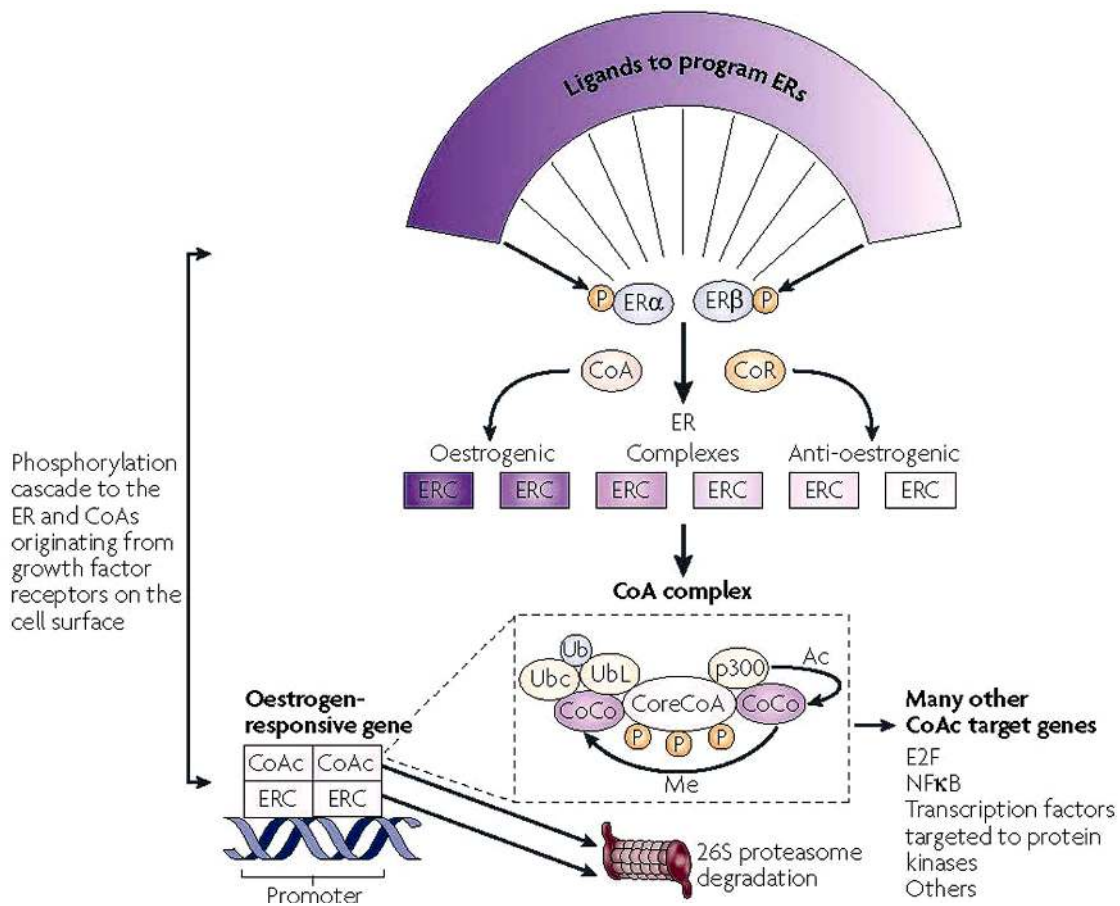 Ligands to program ERs
P
ERα
ERβ
P
CoA
CoR
ER
Oestrogenic
Complexes
Anti-oestrogenic
ERC
ERC
ERC
ERC
ERC
ERC
Phosphorylation
cascade to the
ER and CoAs
originating from
growth factor
receptors on the
cell surface
CoA complex
Ub
Ubc
UbL
CoCo
CoreCoA
p300
CoCo
Ac
P
P
P
Me
Oestrogen-
responsive gene
CoAc
CoAc
ERC
ERC
Promoter
26S proteasome
degradation
Many other
CoAc target genes
E2F
NFκB
Transcription factors
targeted to protein
kinases
Others